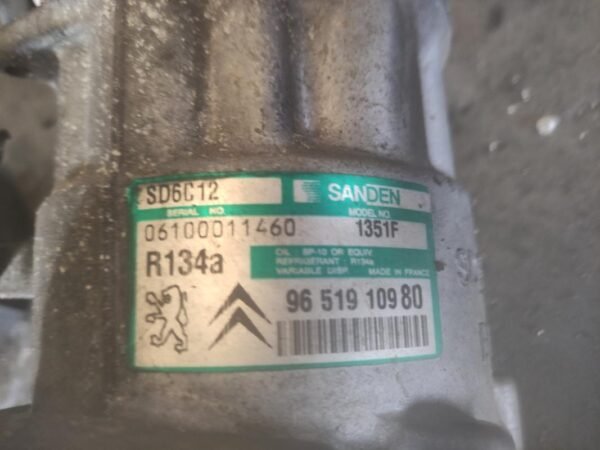 SD6C12 SANDEN
SERIAL NO. MODEL NO.
06100011460 1351F
R134a
OIL SP-10 OR EQUIV.
REFRIGERANT : R134a
VARIABLE DISP. MADE IN FRANCE
96 519 109 80